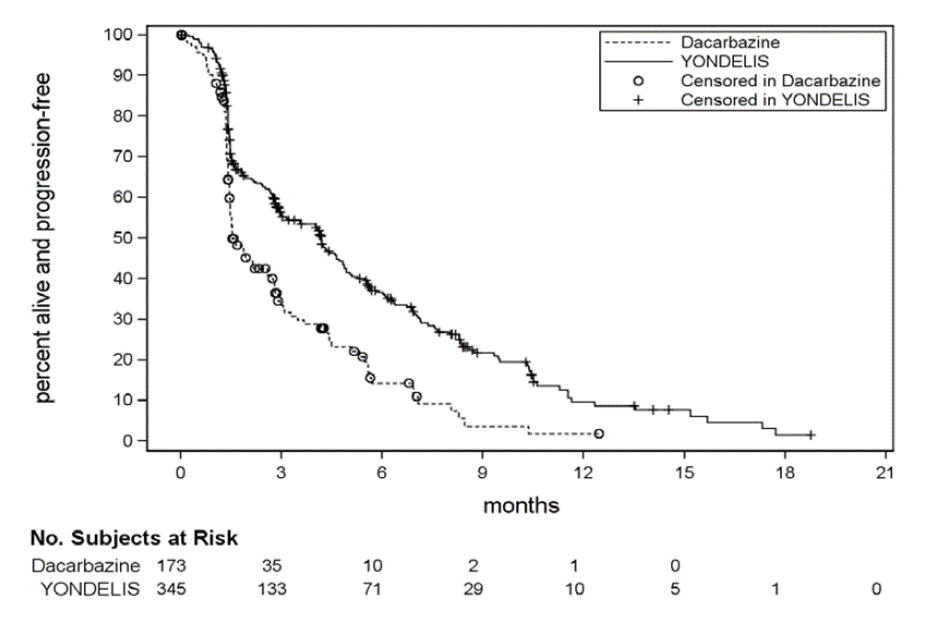 percent alive and progression-free
100
90
80
70
60
50
40
30
20
10
0
Dacarbazine
YONDELIS
Censored in Dacarbazine
Censored in YONDELIS
0 3 6 9 12 15 18 21
months
No. Subjects at Risk
Dacarbazine 173 35 10 2 1 0
YONDELIS 345 133 71 29 10 5 1 0